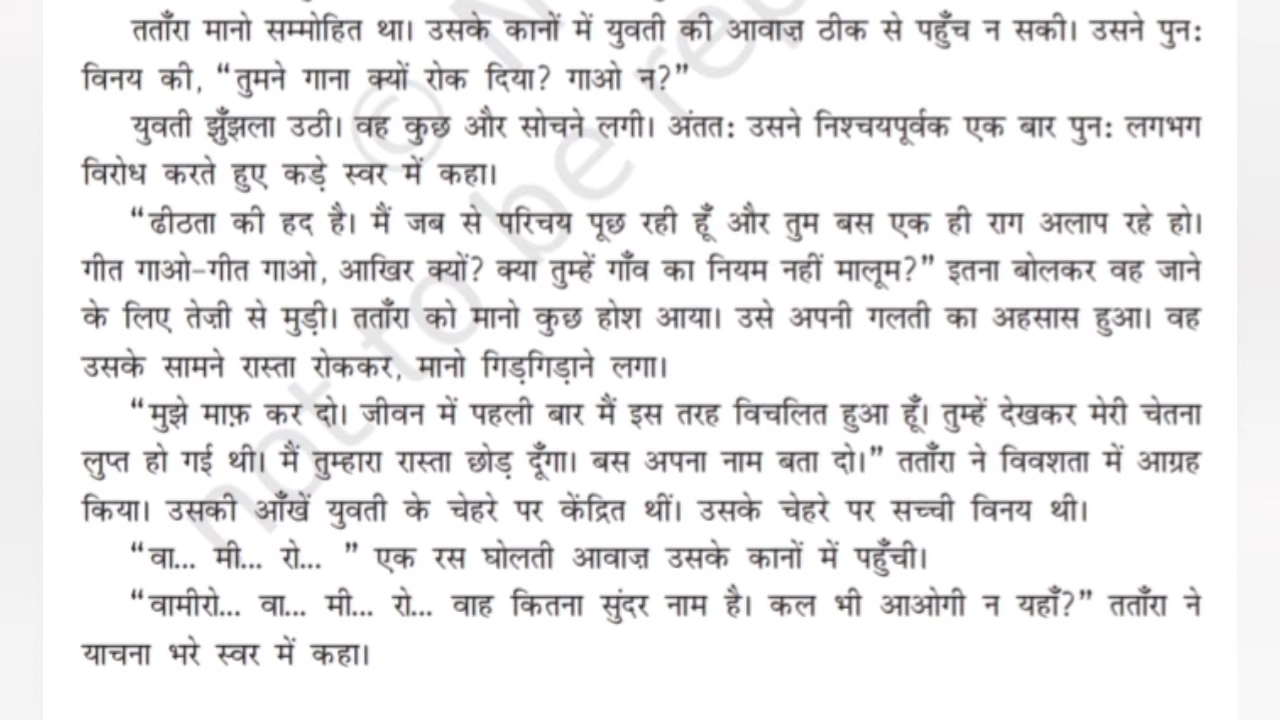 तताँरा मानो सम्मोहित था। उसके कानों में युवती की आवाज़ ठीक से पहुँच न सकी। उसने पुन:
विनय की, “तुमने गाना क्यों रोक दिया? गाओ न?”
युवती झुँझला उठी। वह कुछ और सोचने लगी। अंतत: उसने निश्चयपूर्वक एक बार पुन: लगभग
विरोध करते हुए कड़े स्वर में कहा।
“ढीठता की हद है। मैं जब से परिचय पूछ रही हूँ और तुम बस एक ही राग अलाप रहे हो।
गीत गाओ-गीत गाओ, आखिर क्यों? क्या तुम्हें गाँव का नियम नहीं मालूम?” इतना बोलकर वह जाने
के लिए तेज़ी से मुड़ी। तताँरा को मानो कुछ होश आया। उसे अपनी गलती का अहसास हुआ। वह
उसके सामने रास्ता रोककर, मानो गिड़गिड़ाने लगा।
“मुझे माफ़ कर दो। जीवन में पहली बार मैं इस तरह विचलित हुआ हूँ। तुम्हें देखकर मेरी चेतना
लुप्त हो गई थी। मैं तुम्हारा रास्ता छोड़ दूँगा। बस अपना नाम बता दो।” तताँरा ने विवशता में आग्रह
किया। उसकी आँखें युवती के चेहरे पर केंद्रित थीं। उसके चेहरे पर सच्ची विनय थी।
“वा... मी... रो... ” एक रस घोलती आवाज़ उसके कानों में पहुँची।
“वामीरो... वा... मी... रो... वाह कितना सुंदर नाम है। कल भी आओगी न यहाँ?” तताँरा ने
याचना भरे स्वर में कहा।
© N
not to be rep